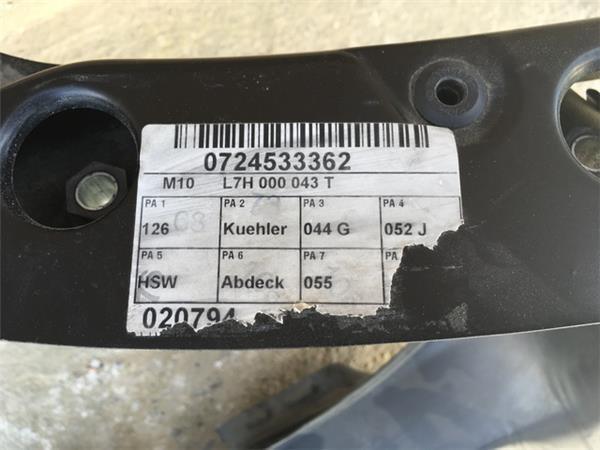 0724533362
M10 L7H 000 043 T
PA 1 PA 2 PA 3 PA 4
126 Kuehler 044 G 052 J
PA 5 PA 6 PA 7
HSW Abdeck 055
020794